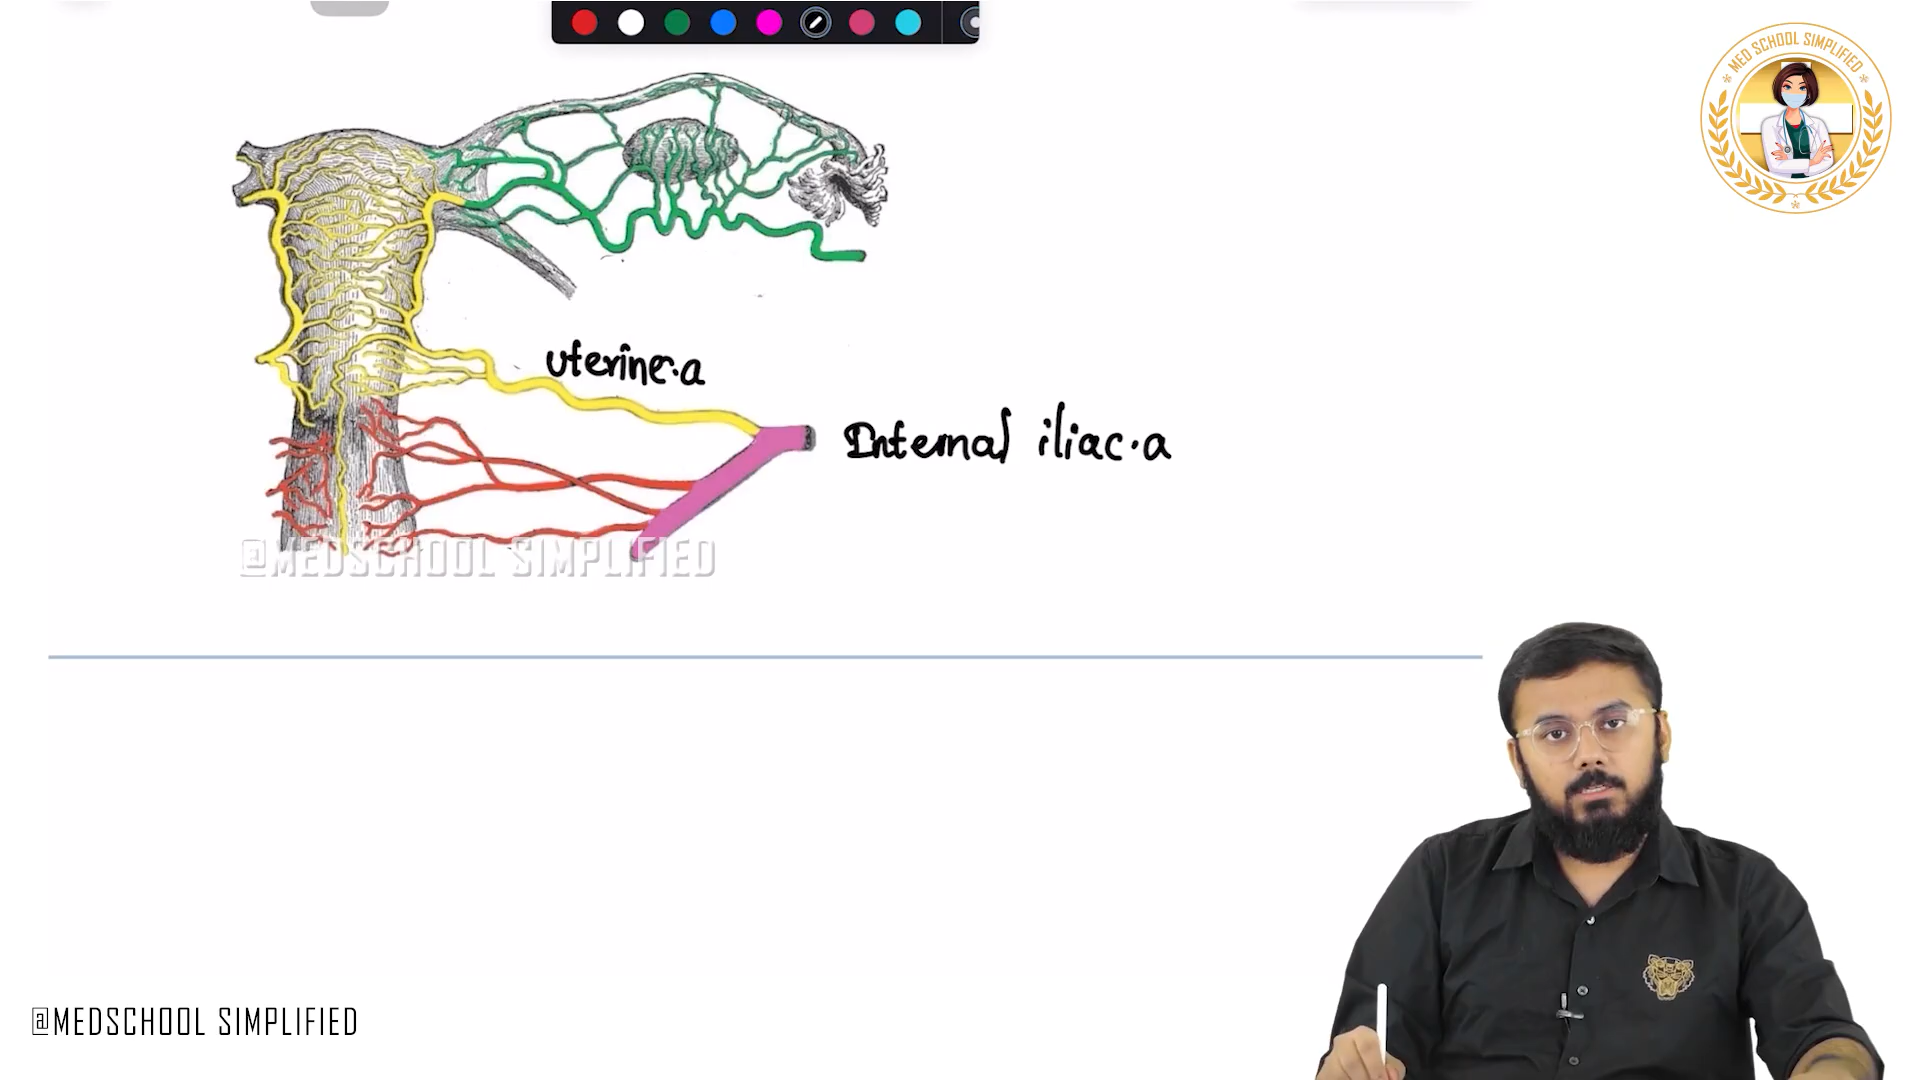 MED SCHOOL SIMPLIFIED
uterine.a
Internal iliac.a
@MEDSCHOOL SIMPLIFIED
@MEDSCHOOL SIMPLIFIED